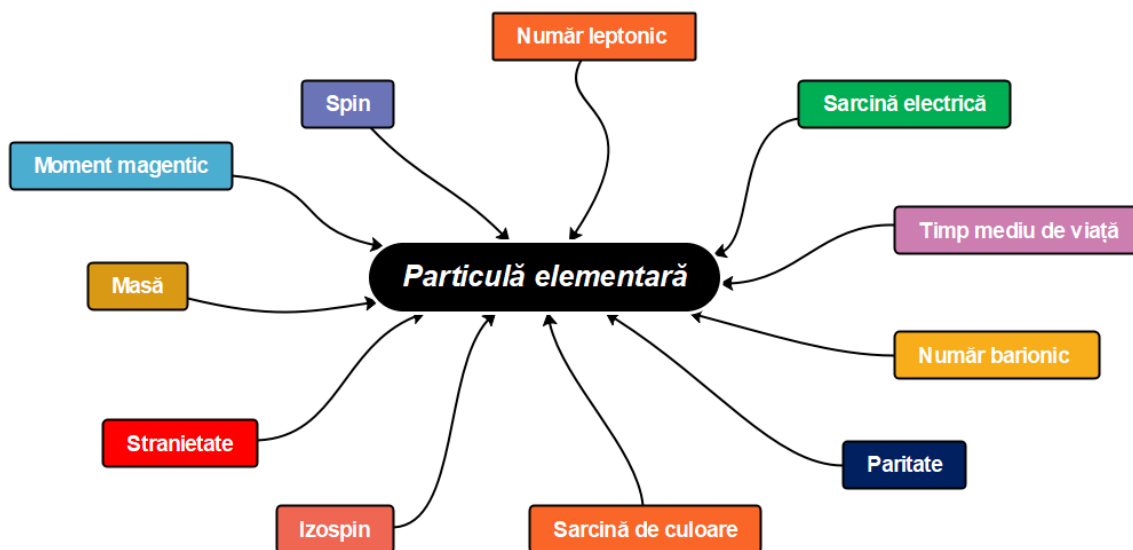 Număr leptonic
Spin
Sarcină electrică
Moment magentic
Timp mediu de viață
Particulă elementară
Masă
Număr barionic
Stranietate
Paritate
Izospin
Sarcină de culoare